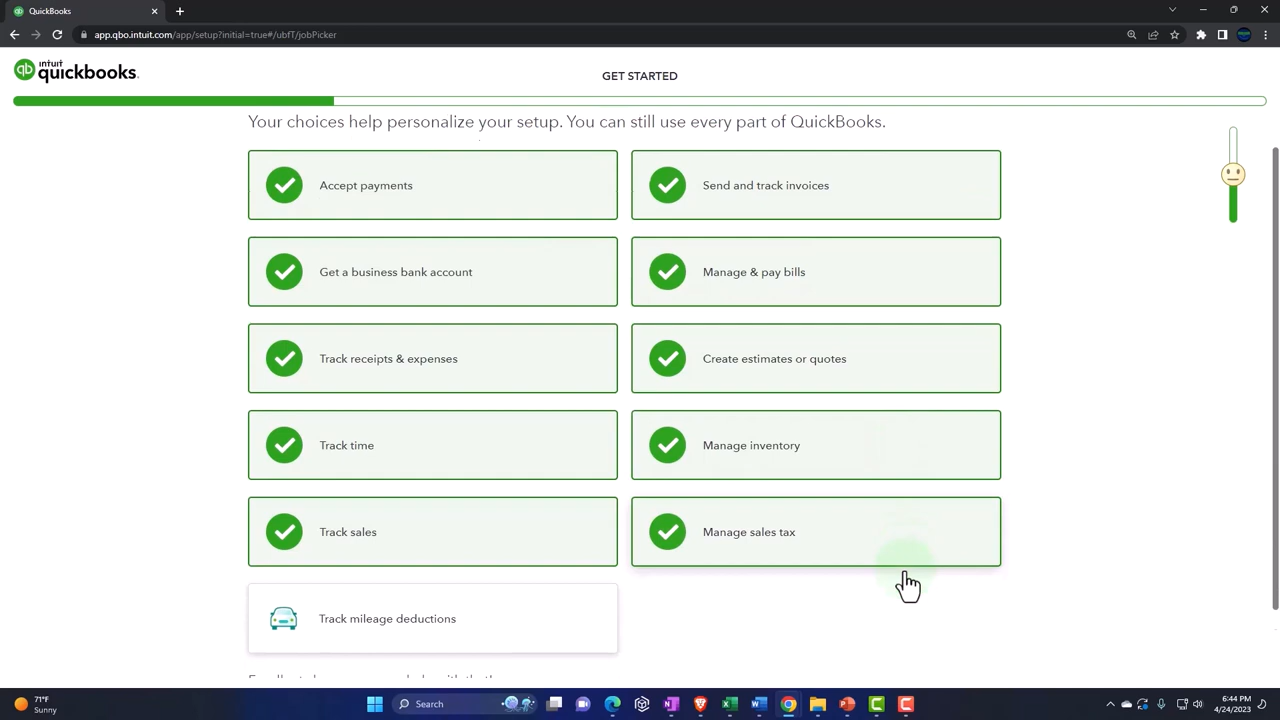 QuickBooks
app.qbo.intuit.com/app/setup?initial=true#/ubfT/jobPicker
intuit
quickbooks.
GET STARTED
Your choices help personalize your setup. You can still use every part of QuickBooks.
Accept payments
Send and track invoices
Get a business bank account
Manage & pay bills
Track receipts & expenses
Create estimates or quotes
Track time
Manage inventory
Track sales
Manage sales tax
Track mileage deductions
71°F
Sunny
Search
6:44 PM
4/24/2023